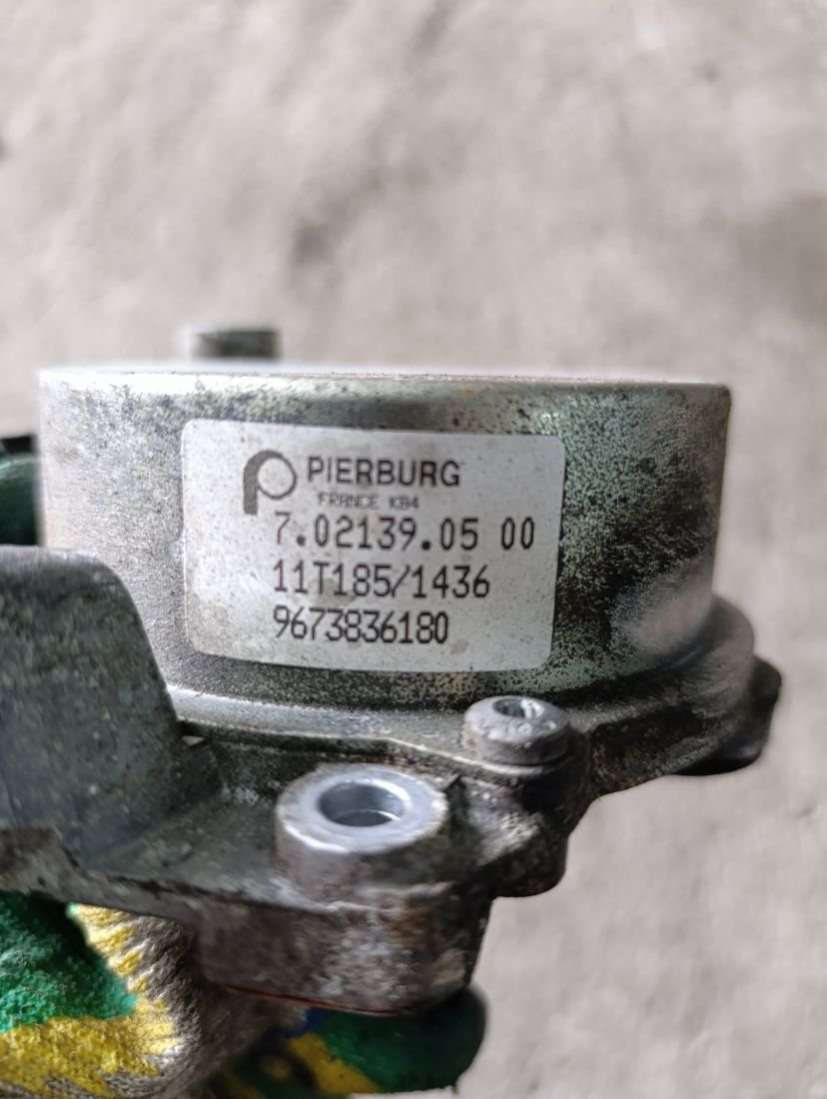 PIERBURG
FRANCE KB4
7.02139.05 00
11T185/1436
9673836180